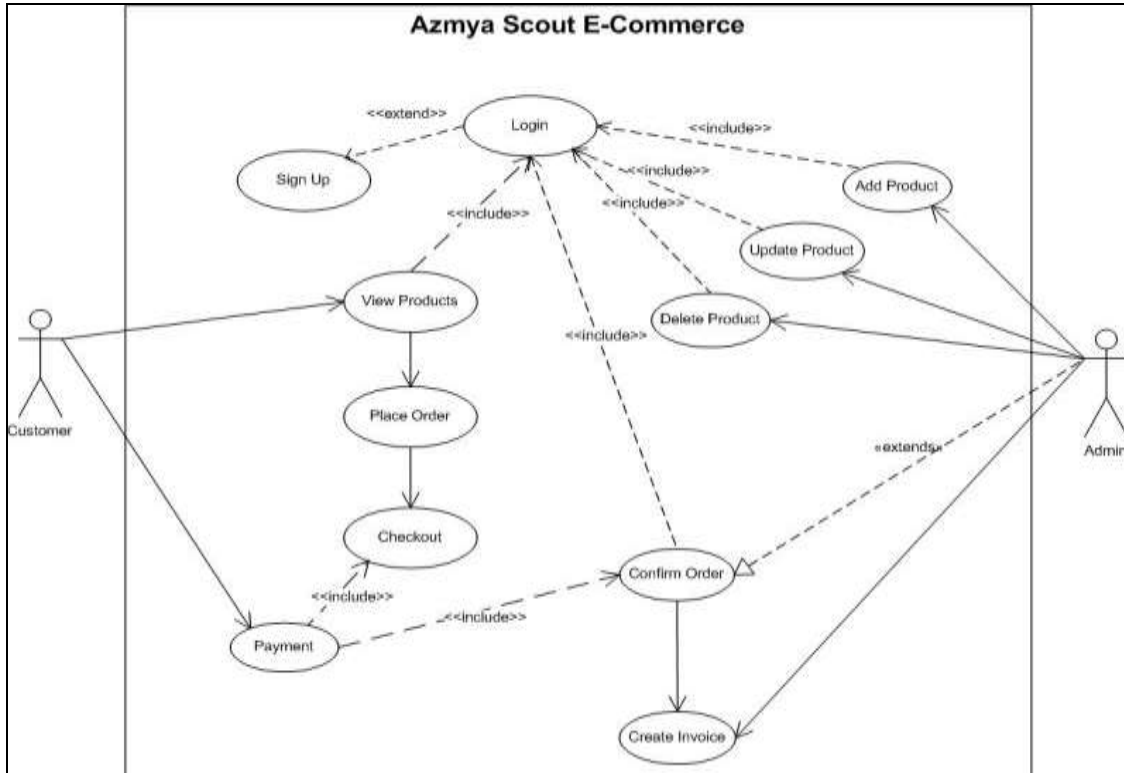 Azmya Scout E-Commerce
<<extend>>
Login
<<include>>
Sign Up
<<include>>
Add Product
<<include>>
<<include>>
Update Product
View Products
Delete Product
<<include>>
Customer
Place Order
«extends»
Admin
Checkout
Confirm Order
<<include>>
<<include>>
Payment
Create Invoice